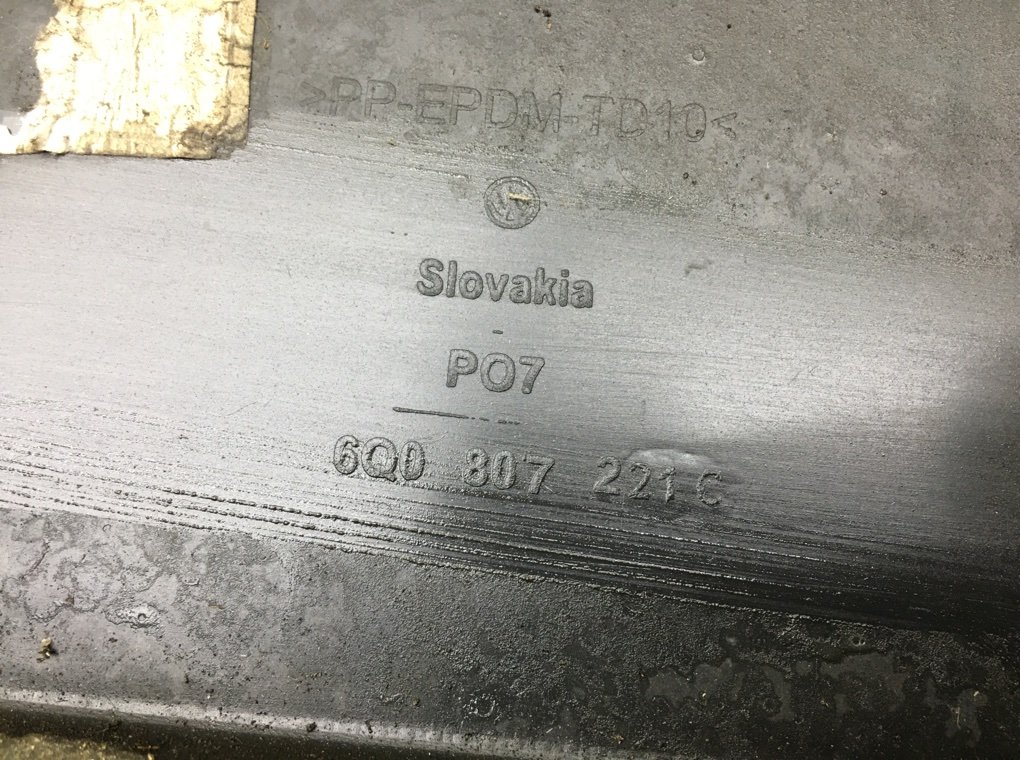 >PP-EPDM-TD10<
Slovakia
PO7
6Q0 807 221 C